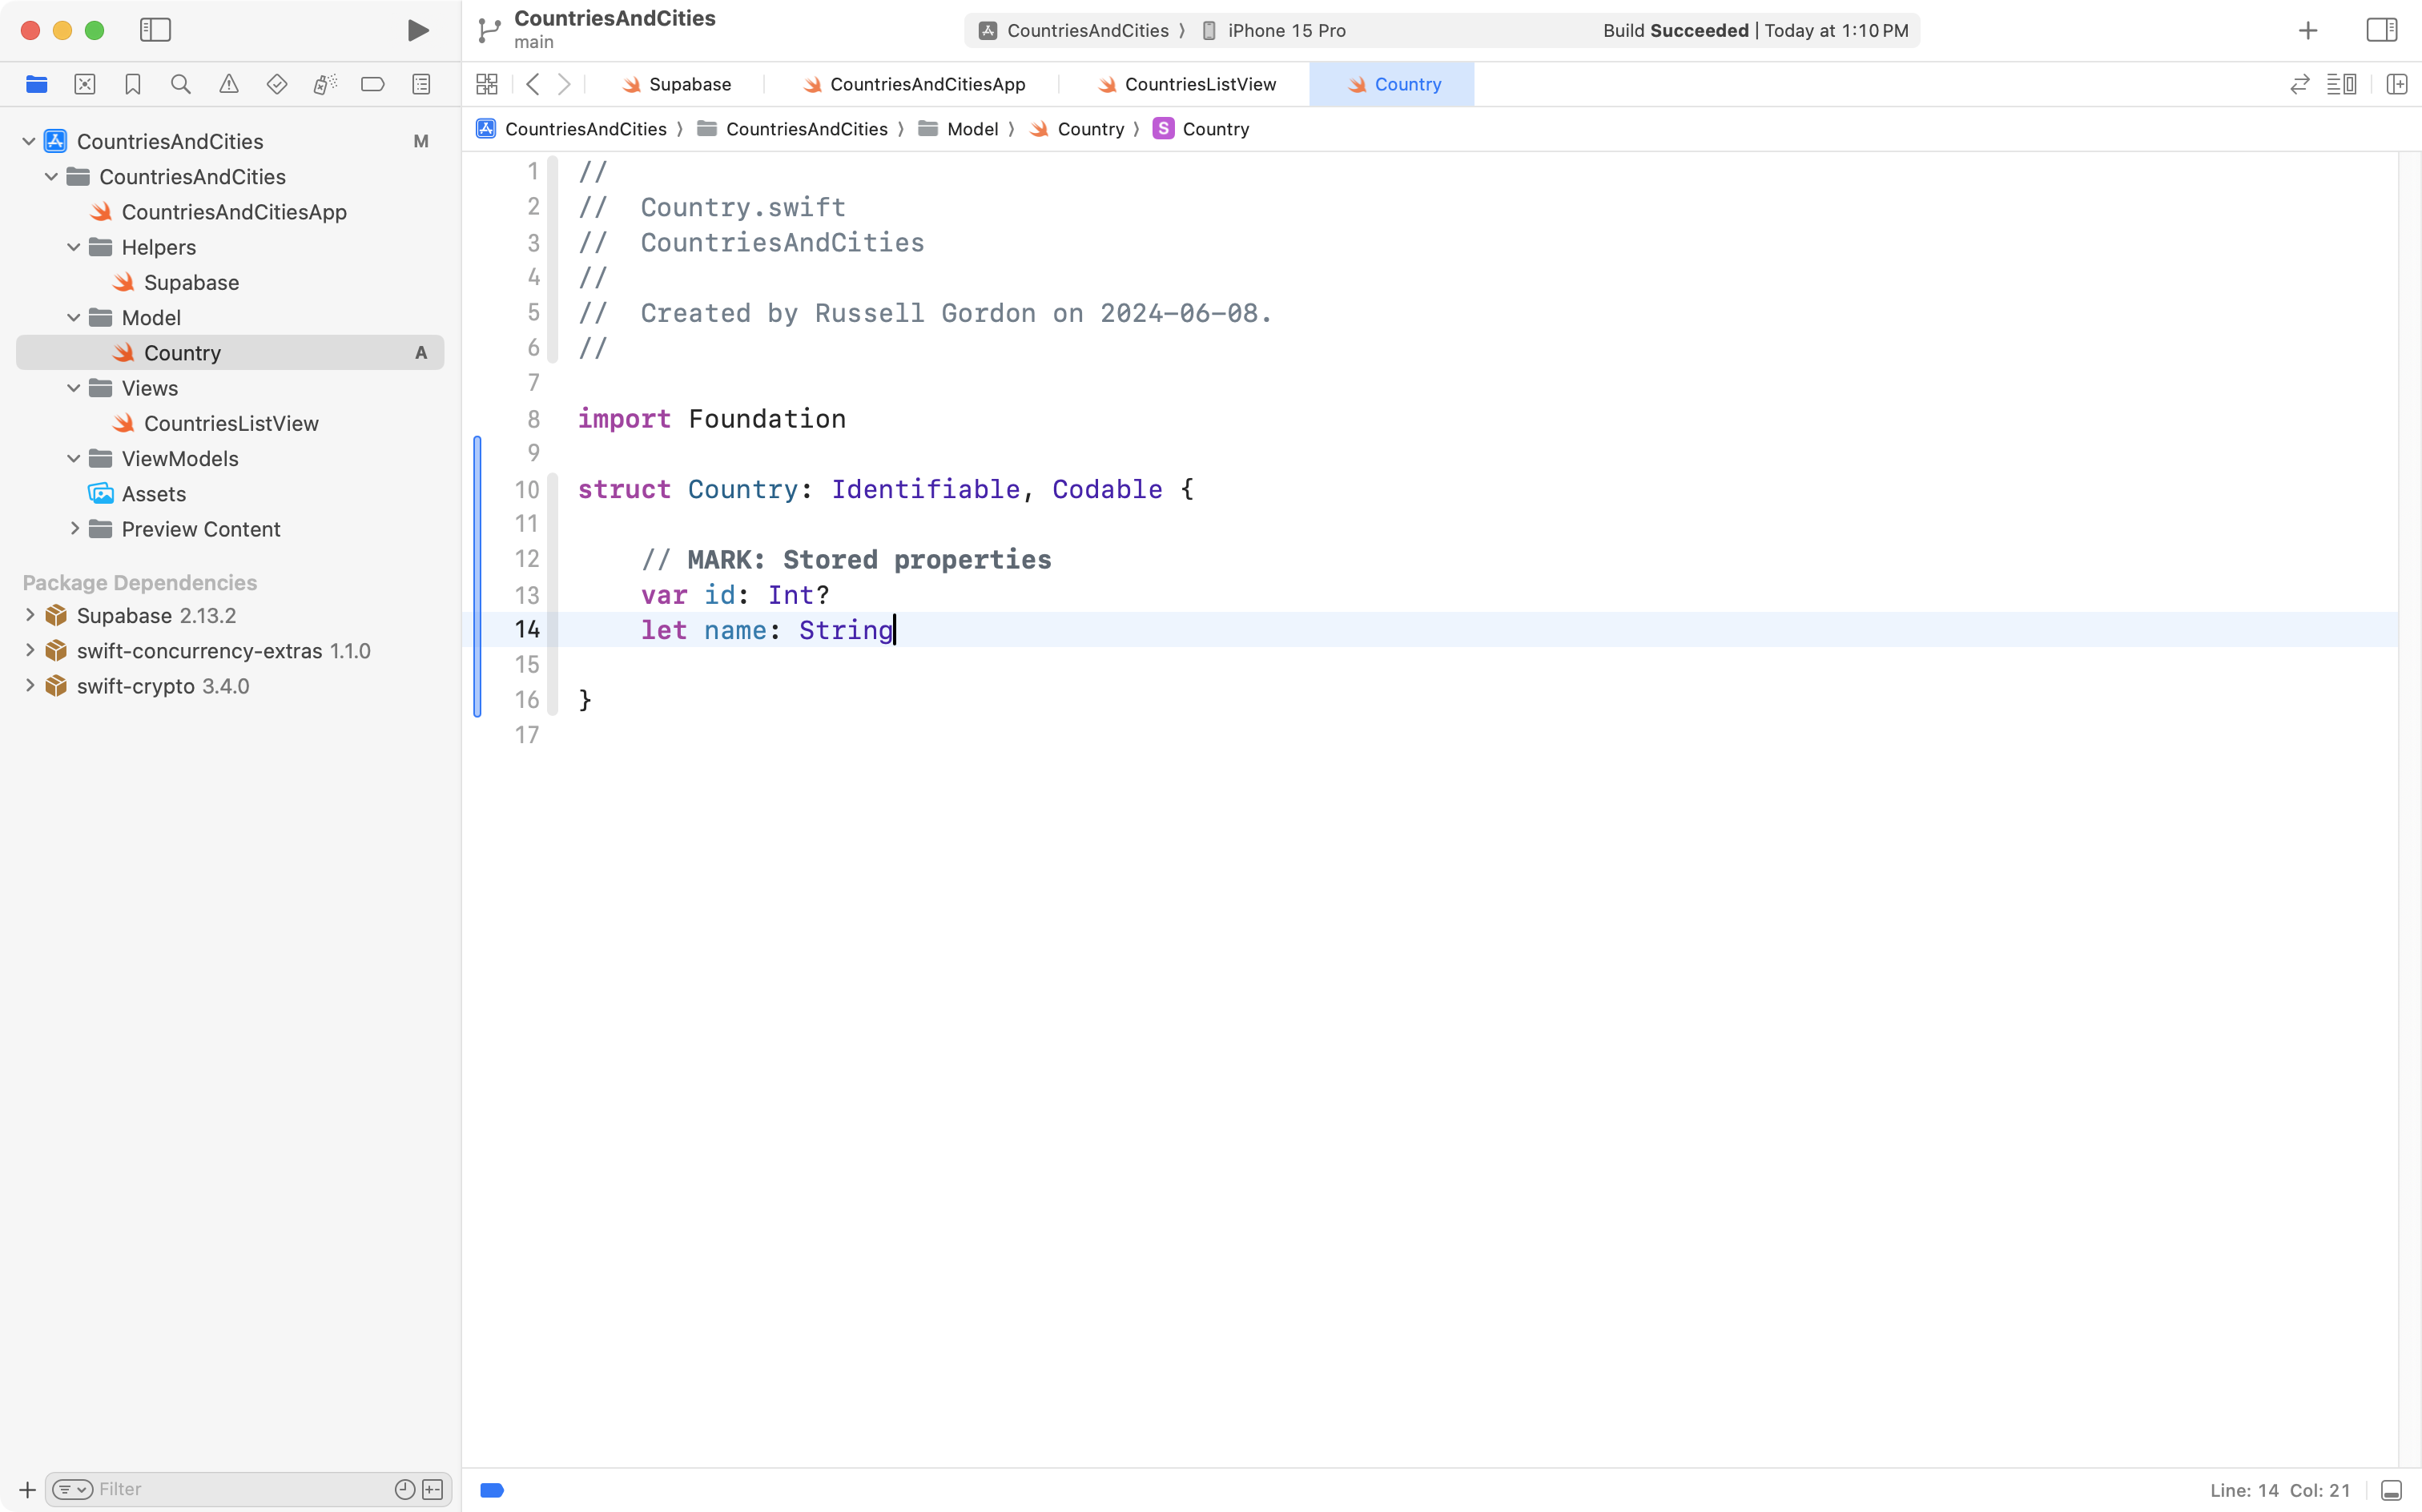 CountriesAndCities
main
CountriesAndCities
iPhone 15 Pro
Build Succeeded | Today at 1:10 PM
Supabase
CountriesAndCitiesApp
CountriesListView
Country
CountriesAndCities
CountriesAndCities
Model
Country
S
Country
CountriesAndCities
M
CountriesAndCities
CountriesAndCitiesApp
Helpers
Supabase
Model
Country
A
Views
CountriesListView
ViewModels
Assets
Preview Content
Package Dependencies
Supabase 2.13.2
swift-concurrency-extras 1.1.0
swift-crypto 3.4.0
Filter
1 //
2 //  Country.swift
3 //  CountriesAndCities
4 //
5 //  Created by Russell Gordon on 2024-06-08.
6 //
7
8 import Foundation
9
10 struct Country: Identifiable, Codable {
11
12     // MARK: Stored properties
13     var id: Int?
14     let name: String
15
16 }
17
Line: 14 Col: 21